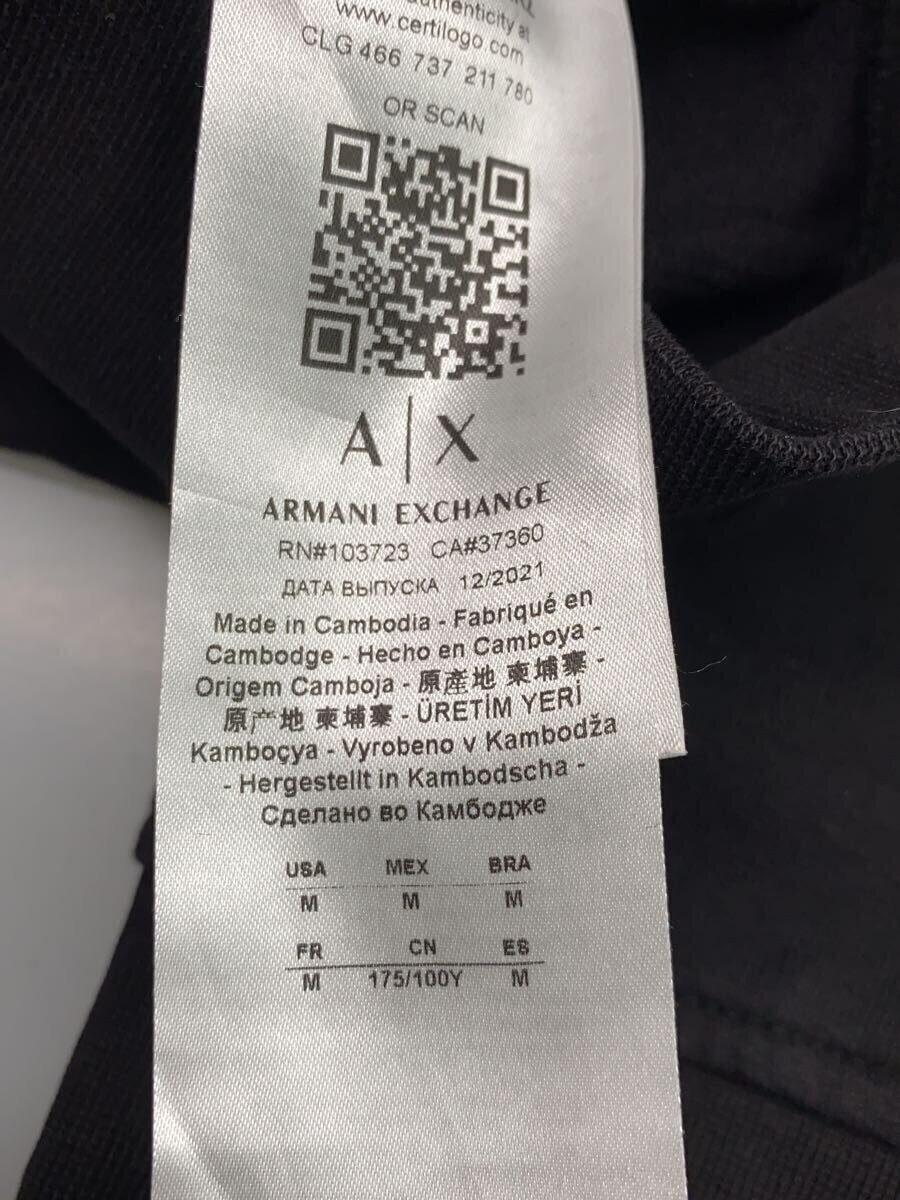 authenticity at
www.certilogo.com
CLG 466 737 211 780
OR SCAN
A|X
ARMANI EXCHANGE
RN#103723 CA#37360
ДАТА ВЫПУСКА 12/2021
Made in Cambodia - Fabriqué en
Cambodge - Hecho en Camboya -
Origem Camboja - 原產地 柬埔寨 -
原产地 柬埔寨 - ÜRETİM YERİ
Kamboçya - Vyrobeno v Kambodža
- Hergestellt in Kambodscha -
Сделано во Камбодже
USA MEX BRA
M M M
FR CN ES
M 175/100Y M